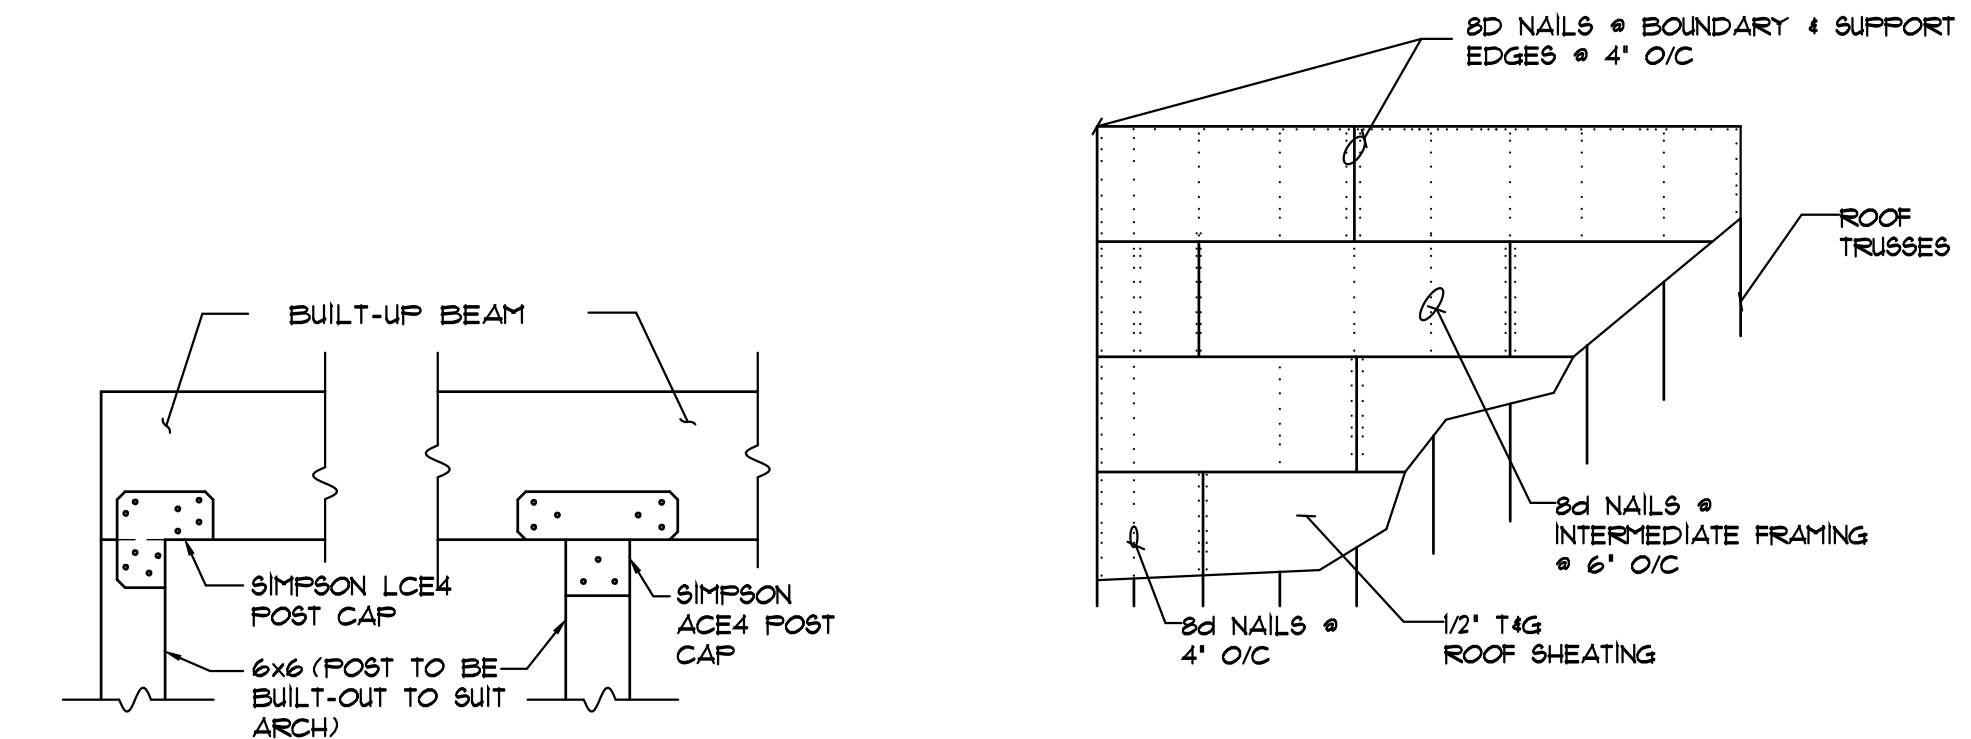 BUILT-UP BEAM
SIMPSON LCE4
POST CAP
6x6 (POST TO BE
BUILT-OUT TO SUIT
ARCH)
SIMPSON
ACE4 POST
CAP
8D NAILS @ BOUNDARY & SUPPORT
EDGES @ 4" O/C
ROOF
TRUSSES
8d NAILS @
INTERMEDIATE FRAMING
@ 6" O/C
8d NAILS @
4" O/C
1/2" T&G
ROOF SHEATING